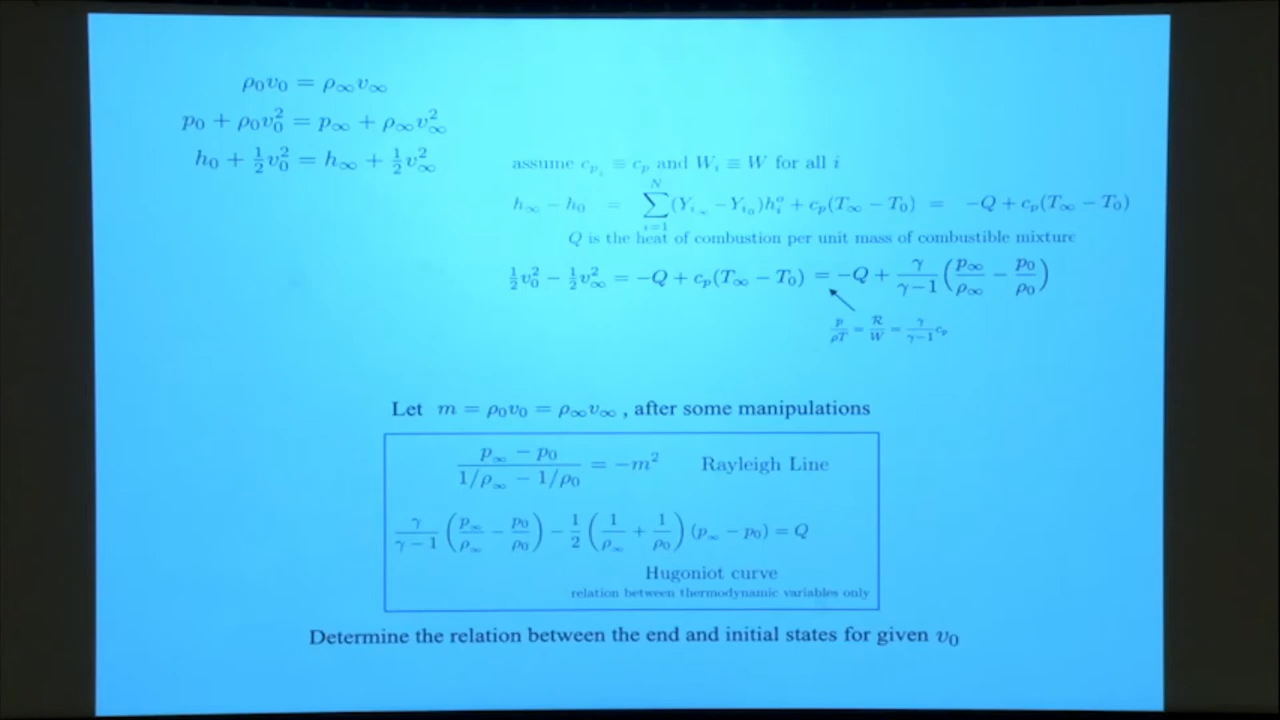 ρ₀v₀ = ρ∞v∞
p₀ + ρ₀v₀² = p∞ + ρ∞v∞²
h₀ + ½v₀² = h∞ + ½v∞²
assume c_{p_i} ≡ c_p and W_i ≡ W for all i
h∞ − h₀ = ∑_{i=1}^{N} (Y_{i∞} − Y_{i₀})h_i^o + c_p(T∞ − T₀) = −Q + c_p(T∞ − T₀)
Q is the heat of combustion per unit mass of combustible mixture
½v₀² − ½v∞² = −Q + c_p(T∞ − T₀) = −Q + γ/(γ−1) (p∞/ρ∞ − p₀/ρ₀)
p/ρT = R/W = γ/(γ−1) c_p
Let m = ρ₀v₀ = ρ∞v∞ , after some manipulations
(p∞ − p₀)/(1/ρ∞ − 1/ρ₀) = −m² Rayleigh Line
γ/(γ−1) (p∞/ρ∞ − p₀/ρ₀) − 1/2 (1/ρ∞ + 1/ρ₀) (p∞ − p₀) = Q
Hugoniot curve
relation between thermodynamic variables only
Determine the relation between the end and initial states for given v₀